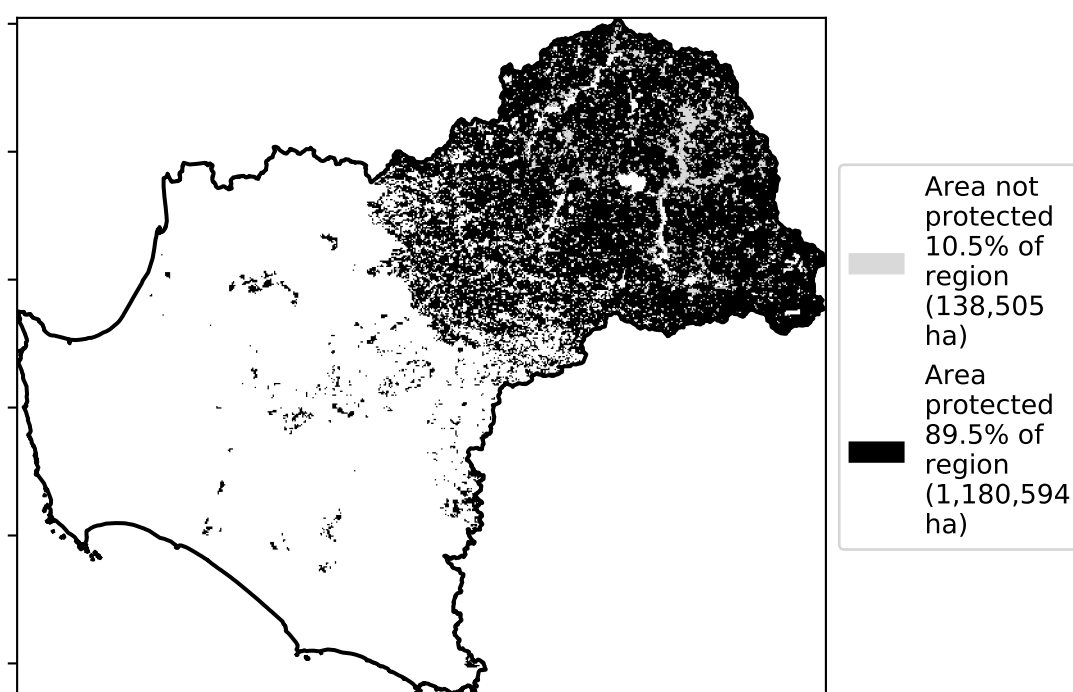 Area not
protected
10.5% of
region
(138,505
ha)
Area
protected
89.5% of
region
(1,180,594
ha)